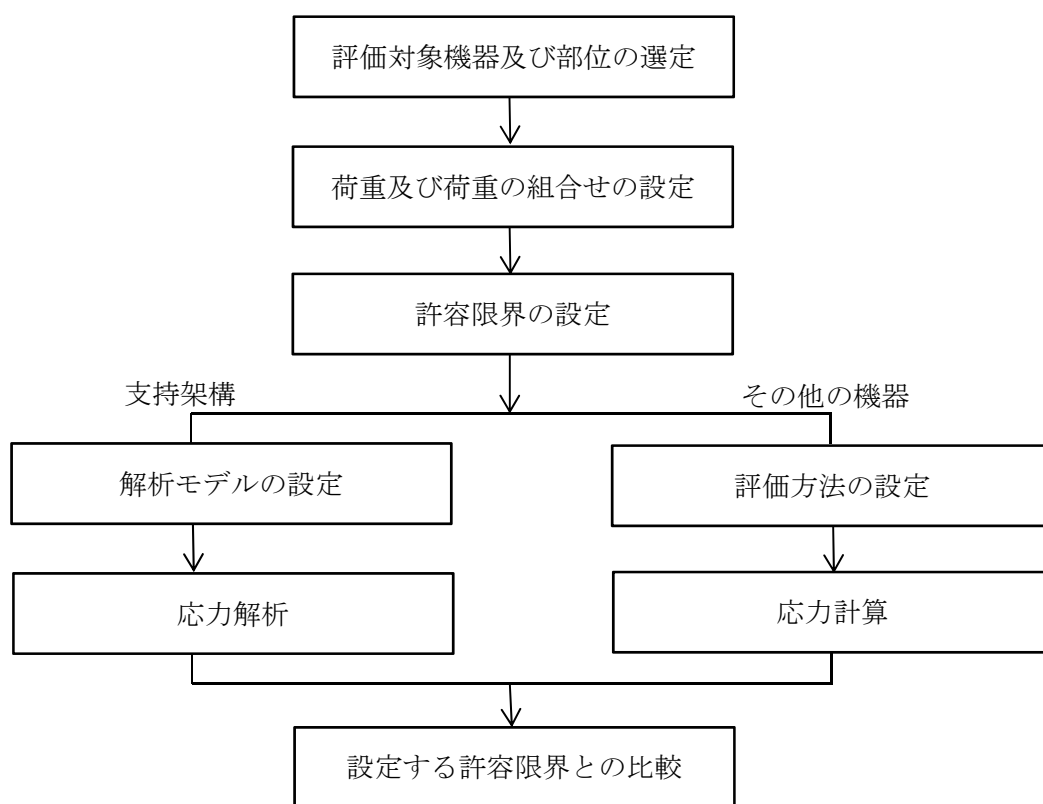 評価対象機器及び部位の選定
荷重及び荷重の組合せの設定
許容限界の設定
支持架構
その他の機器
解析モデルの設定
評価方法の設定
応力解析
応力計算
設定する許容限界との比較